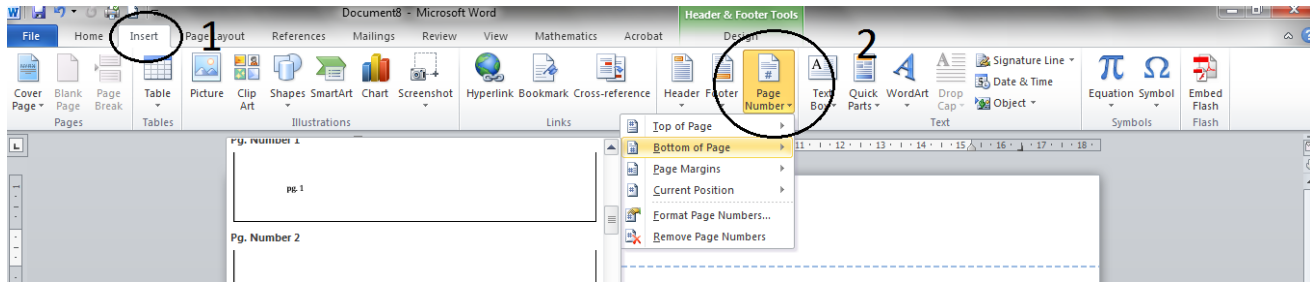 Document8 - Microsoft Word
Header & Footer Tools
File Home Insert Page Layout References Mailings Review View Mathematics Acrobat Design
1
2
Cover Page
Blank Page
Page Break
Table
Picture
Clip Art
Shapes
SmartArt
Chart
Screenshot
Hyperlink
Bookmark
Cross-reference
Header
Footer
Page Number
Text Box
Quick Parts
WordArt
Drop Cap
Signature Line
Date & Time
Object
Equation
Symbol
Embed Flash
Pages Tables Illustrations Links Text Symbols Flash
Top of Page
Bottom of Page
Page Margins
Current Position
Format Page Numbers...
Remove Page Numbers
Pg. Number 1
pg. 1
Pg. Number 2
11 12 13 14 15 16 17 18